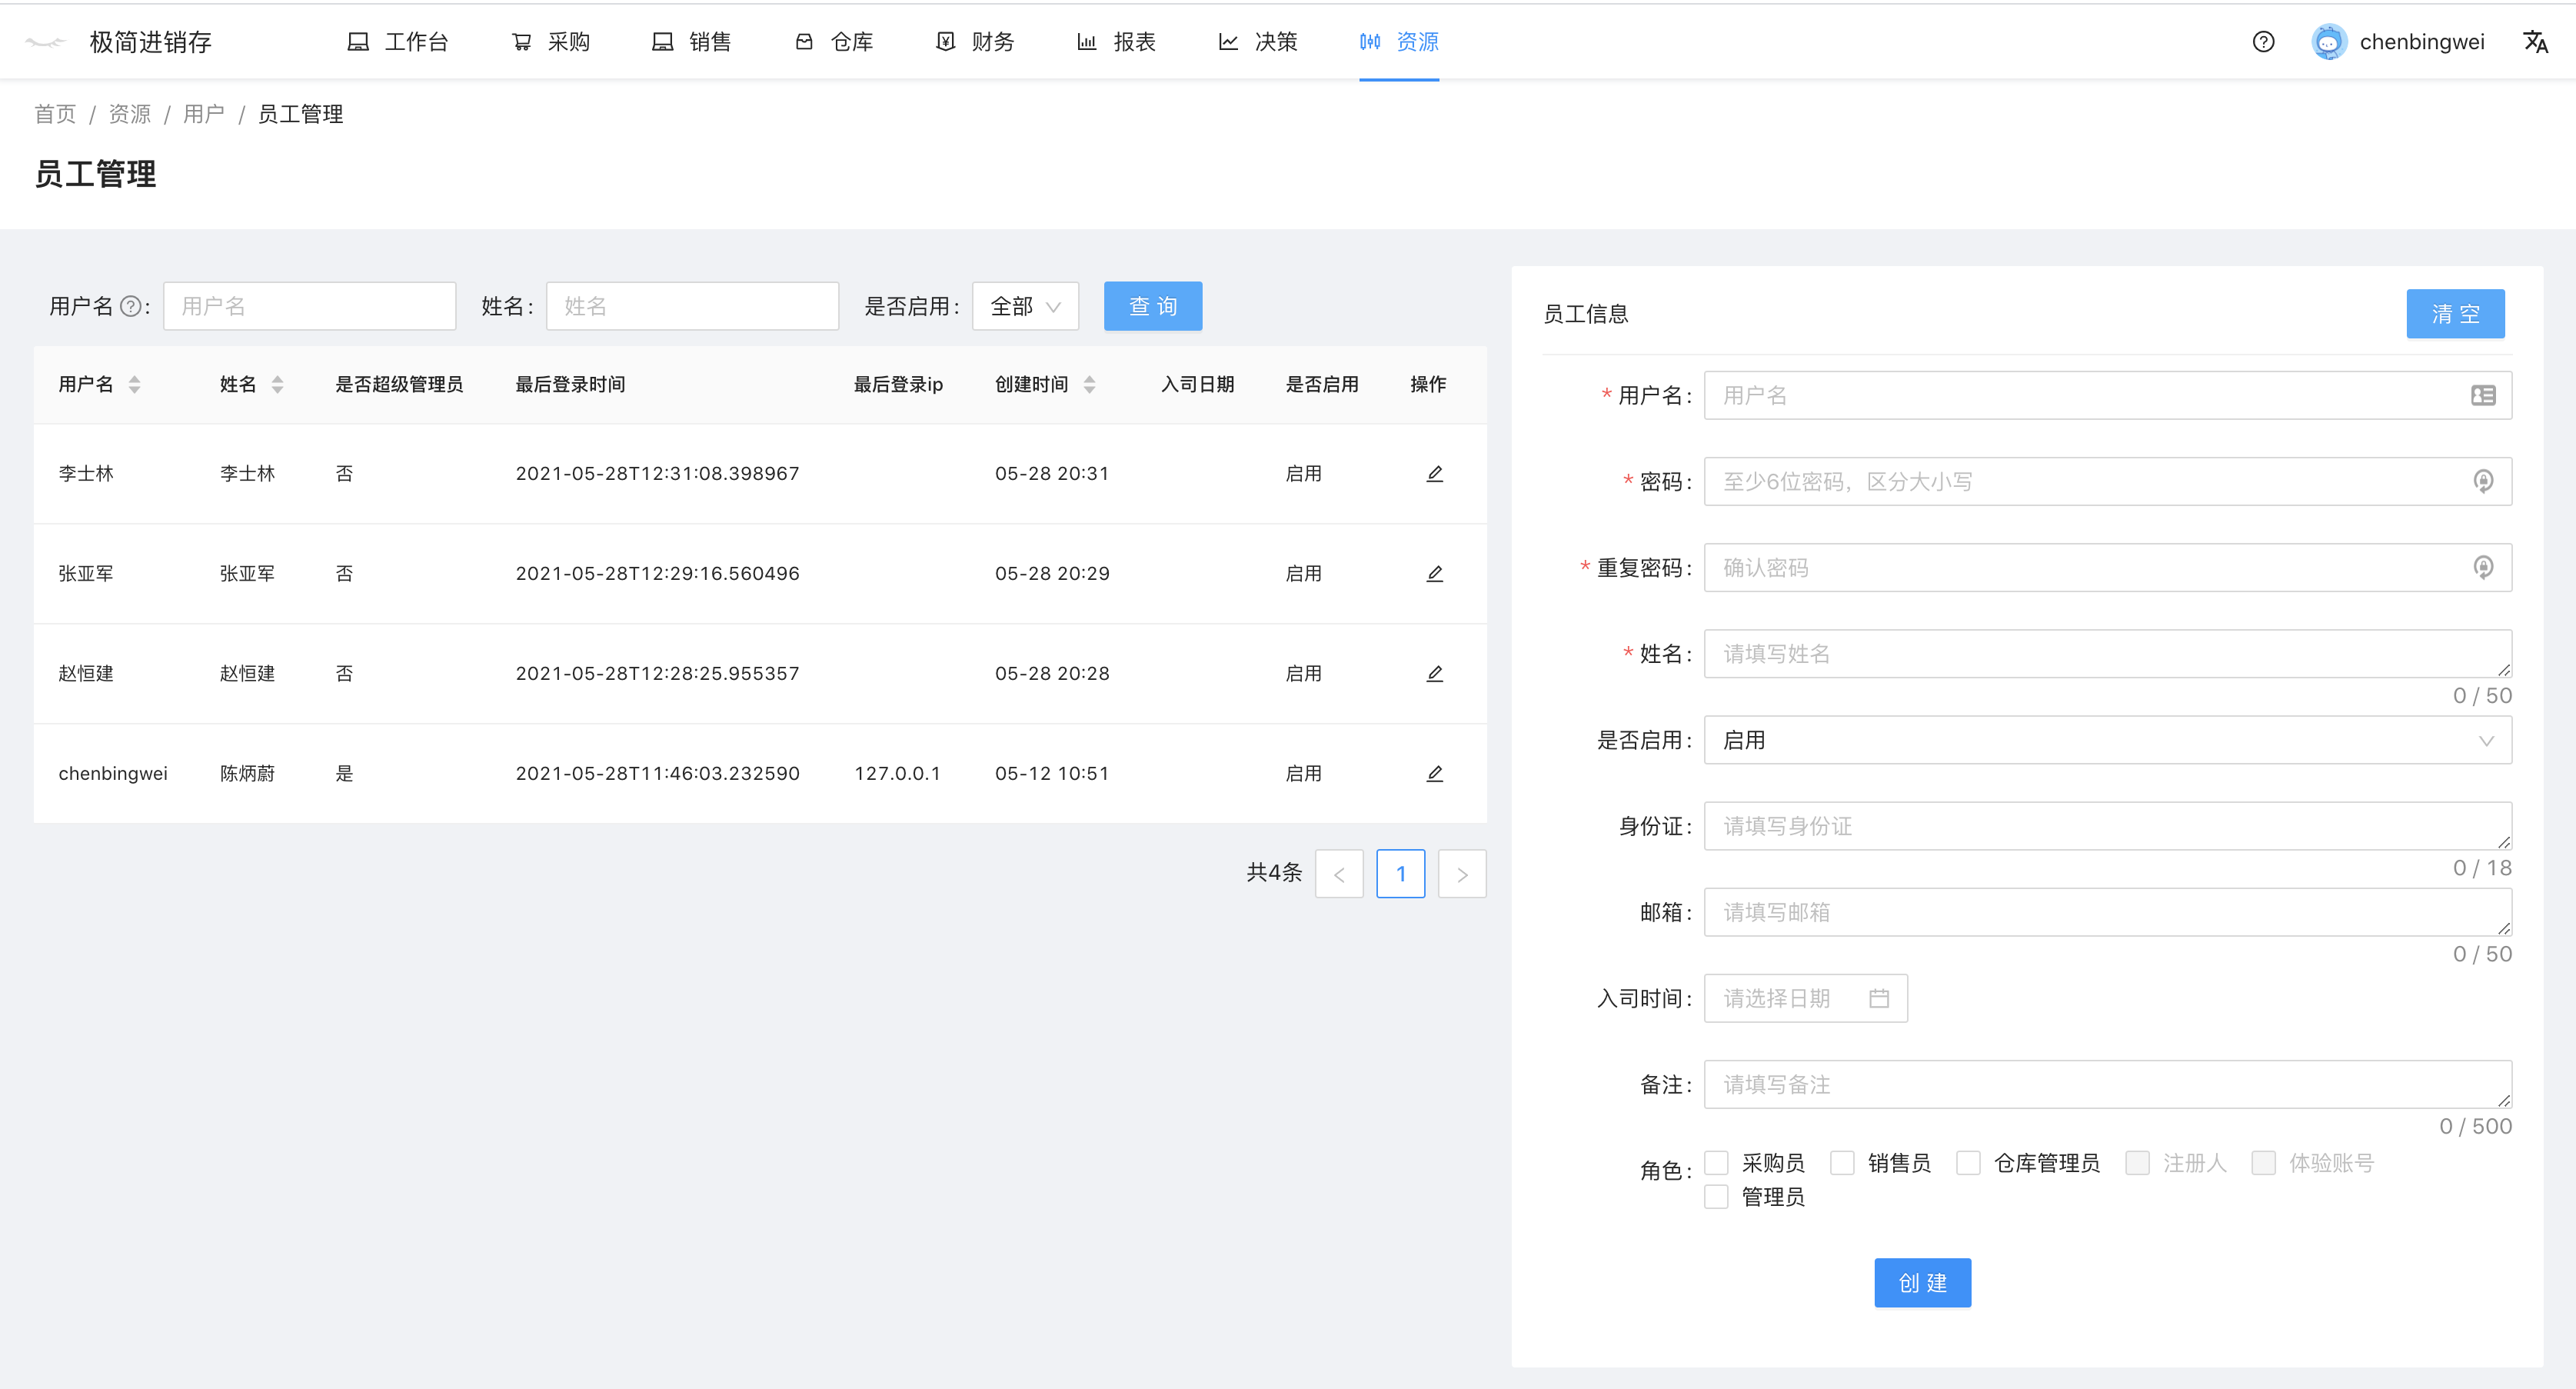 极简进销存 工作台 采购 销售 仓库 财务 报表 决策 资源 chenbingwei
首页 / 资源 / 用户 / 员工管理
员工管理
用户名 : 用户名 姓名 : 姓名 是否启用 : 全部 查 询
用户名 姓名 是否超级管理员 最后登录时间 最后登录ip 创建时间 入司日期 是否启用 操作
李士林 李士林 否 2021-05-28T12:31:08.398967 05-28 20:31 启用
张亚军 张亚军 否 2021-05-28T12:29:16.560496 05-28 20:29 启用
赵恒建 赵恒建 否 2021-05-28T12:28:25.955357 05-28 20:28 启用
chenbingwei 陈炳蔚 是 2021-05-28T11:46:03.232590 127.0.0.1 05-12 10:51 启用
共4条 < 1 >
员工信息 清 空
* 用户名 : 用户名
* 密码 : 至少6位密码，区分大小写
* 重复密码 : 确认密码
* 姓名 : 请填写姓名
0 / 50
是否启用 : 启用
身份证 : 请填写身份证
0 / 18
邮箱 : 请填写邮箱
0 / 50
入司时间 : 请选择日期
备注 : 请填写备注
0 / 500
角色 : 采购员 销售员 仓库管理员 注册人 体验账号
管理员
创 建